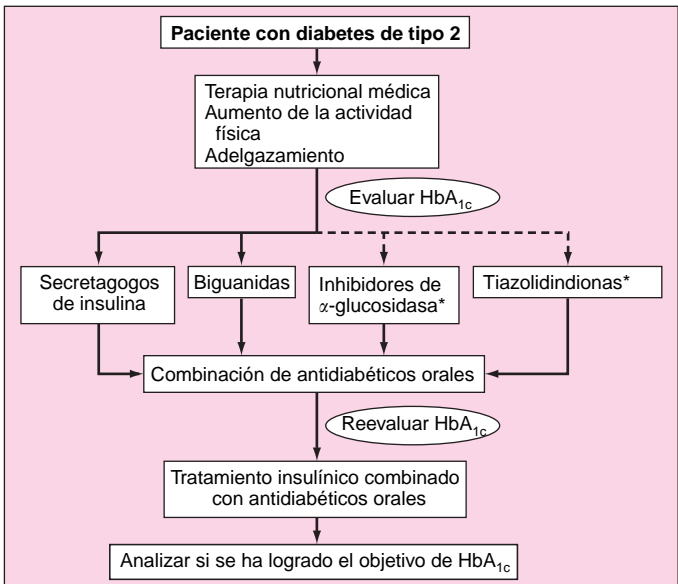 Paciente con diabetes de tipo 2
Terapia nutricional médica
Aumento de la actividad
física
Adelgazamiento
Evaluar HbA1c
Secretagogos
de insulina
Biguanidas
Inhibidores de
α-glucosidasa*
Tiazolidindionas*
Combinación de antidiabéticos orales
Reevaluar HbA1c
Tratamiento insulínico combinado
con antidiabéticos orales
Analizar si se ha logrado el objetivo de HbA1c